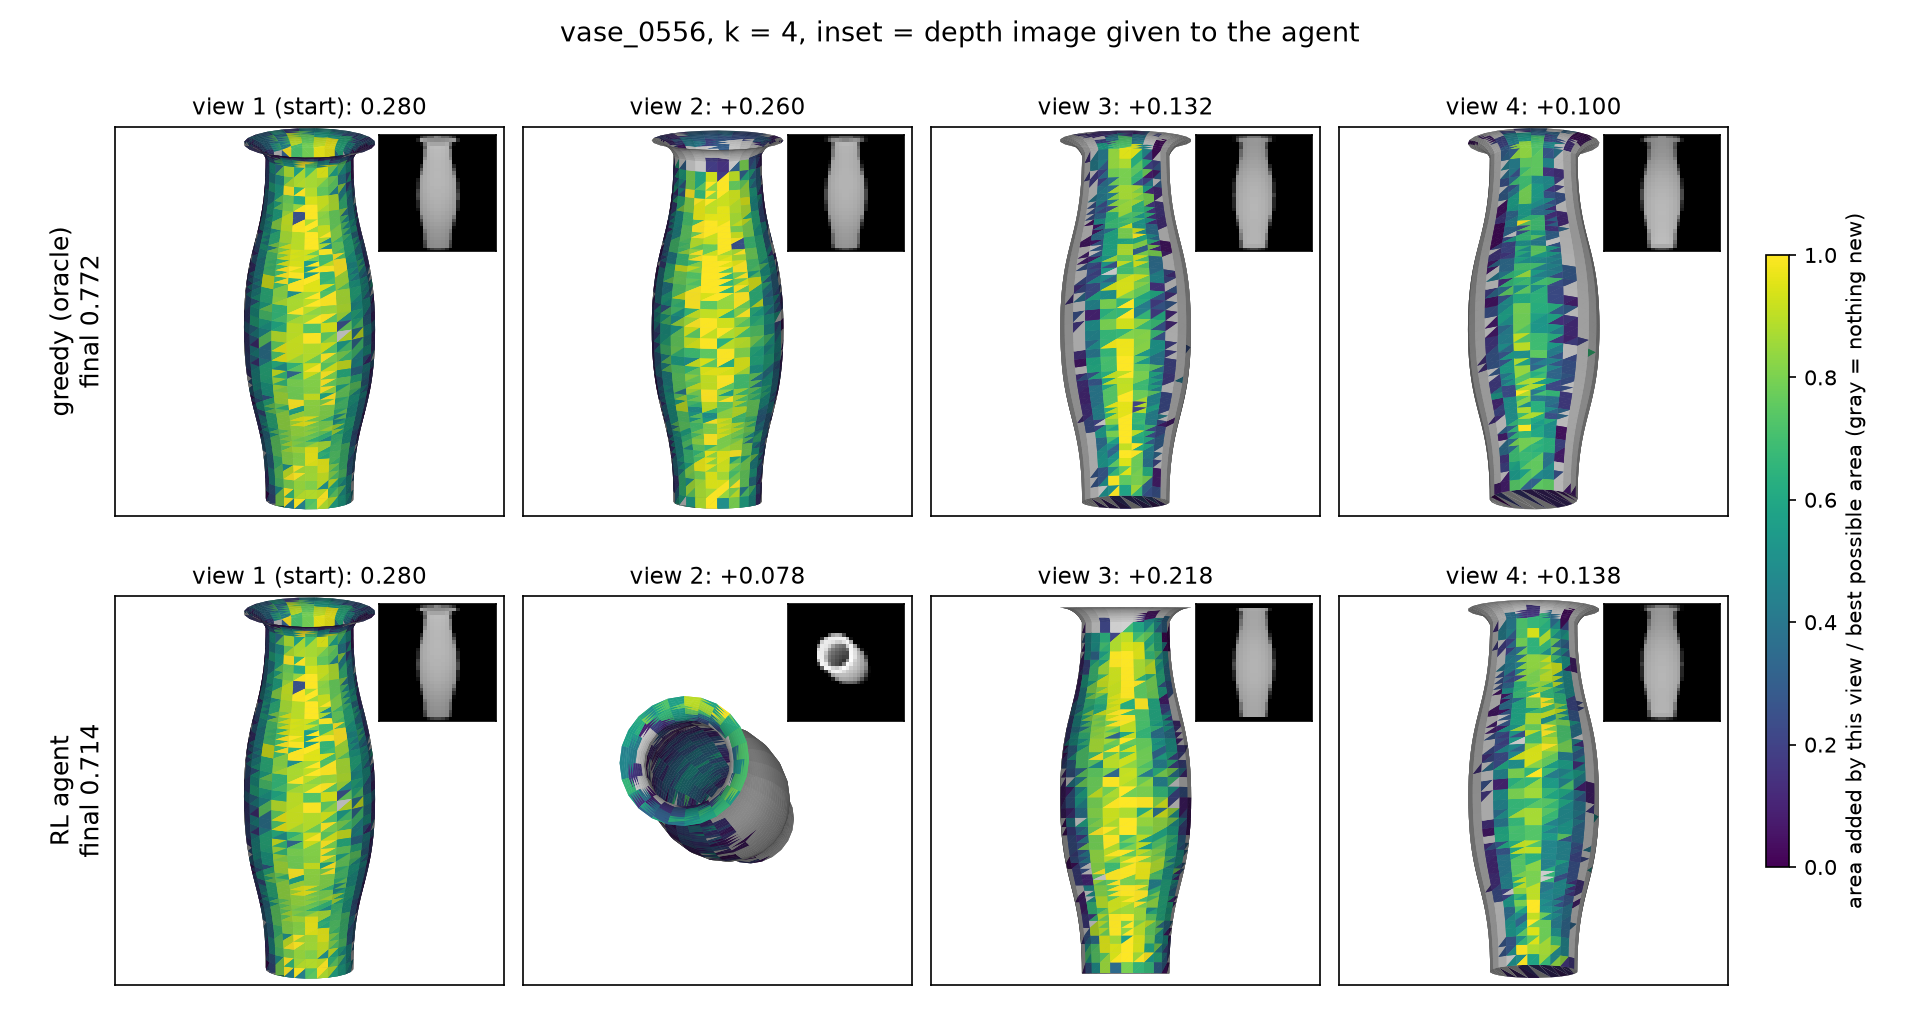 vase_0556, k = 4, inset = depth image given to the agent
view 1 (start): 0.280
view 2: +0.260
view 3: +0.132
view 4: +0.100
greedy (oracle)
final 0.772
view 1 (start): 0.280
view 2: +0.078
view 3: +0.218
view 4: +0.138
RL agent
final 0.714
1.0
0.8
0.6
0.4
0.2
0.0
area added by this view / best possible area (gray = nothing new)